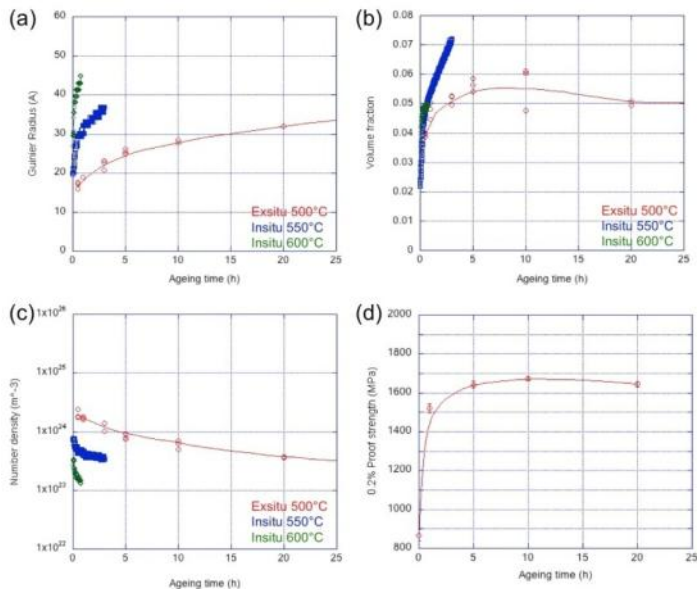 (a)
60
50
40
30
20
10
0
Guinier Radius (A)
Exsitu 500°C
Insitu 550°C
Insitu 600°C
0 5 10 15 20 25
Ageing time (h)
(b)
0.08
0.07
0.06
0.05
0.04
0.03
0.02
0.01
0
Volume fraction
Exsitu 500°C
Insitu 550°C
Insitu 600°C
0 5 10 15 20 25
Ageing time (h)
(c)
1x10^26
1x10^25
1x10^24
1x10^23
1x10^22
Number density (m^-3)
Exsitu 500°C
Insitu 550°C
Insitu 600°C
0 5 10 15 20 25
Ageing time (h)
(d)
2000
1800
1600
1400
1200
1000
800
0.2% Proof strength (MPa)
0 5 10 15 20 25
Ageing time (h)